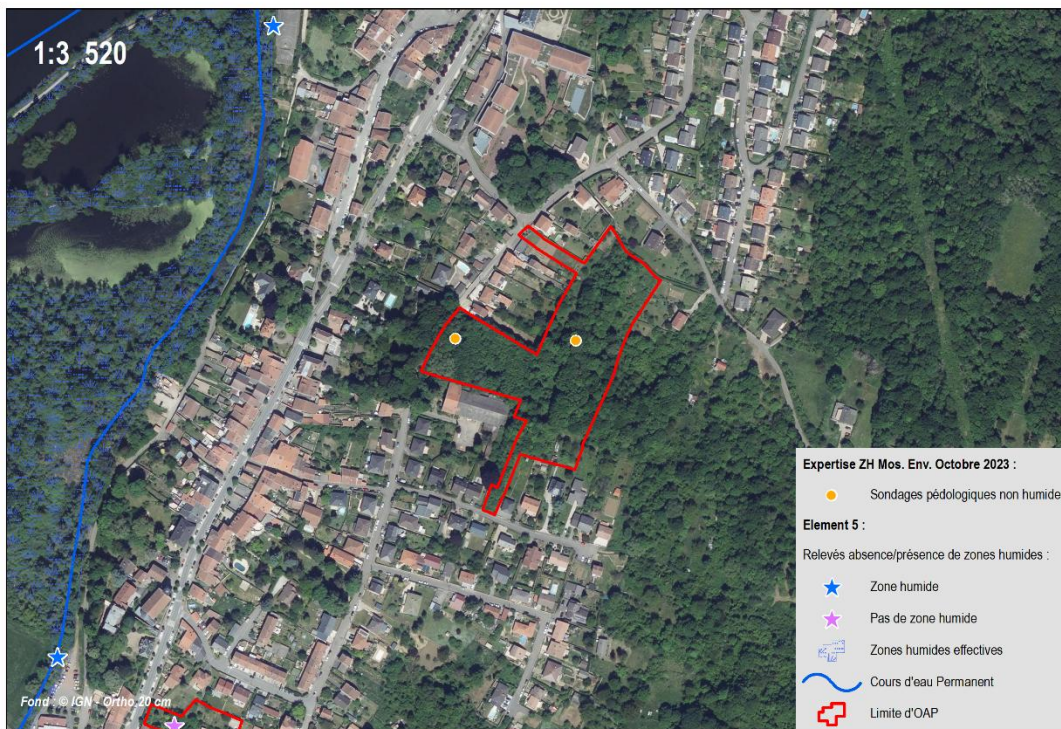 1:3 520
Expertise ZH Mos. Env. Octobre 2023 :
Sondages pédologiques non humide
Element 5 :
Relevés absence/présence de zones humides :
Zone humide
Pas de zone humide
Zones humides effectives
Cours d'eau Permanent
Limite d'OAP
Fond : © IGN - Ortho 20 cm